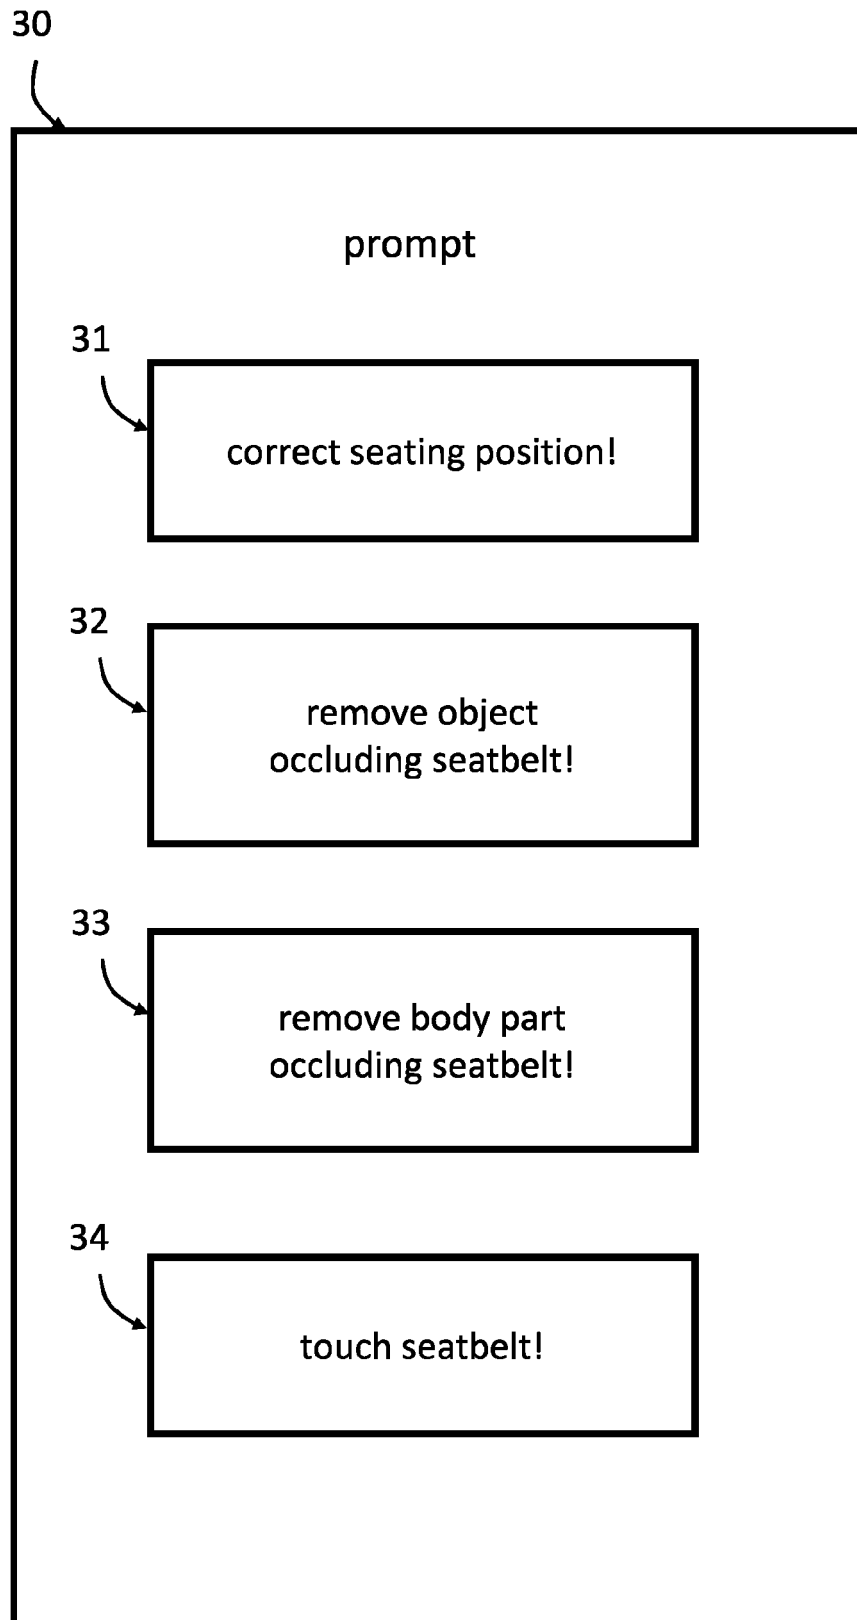 30
prompt
31
correct seating position!
32
remove object
occluding seatbelt!
33
remove body part
occluding seatbelt!
34
touch seatbelt!